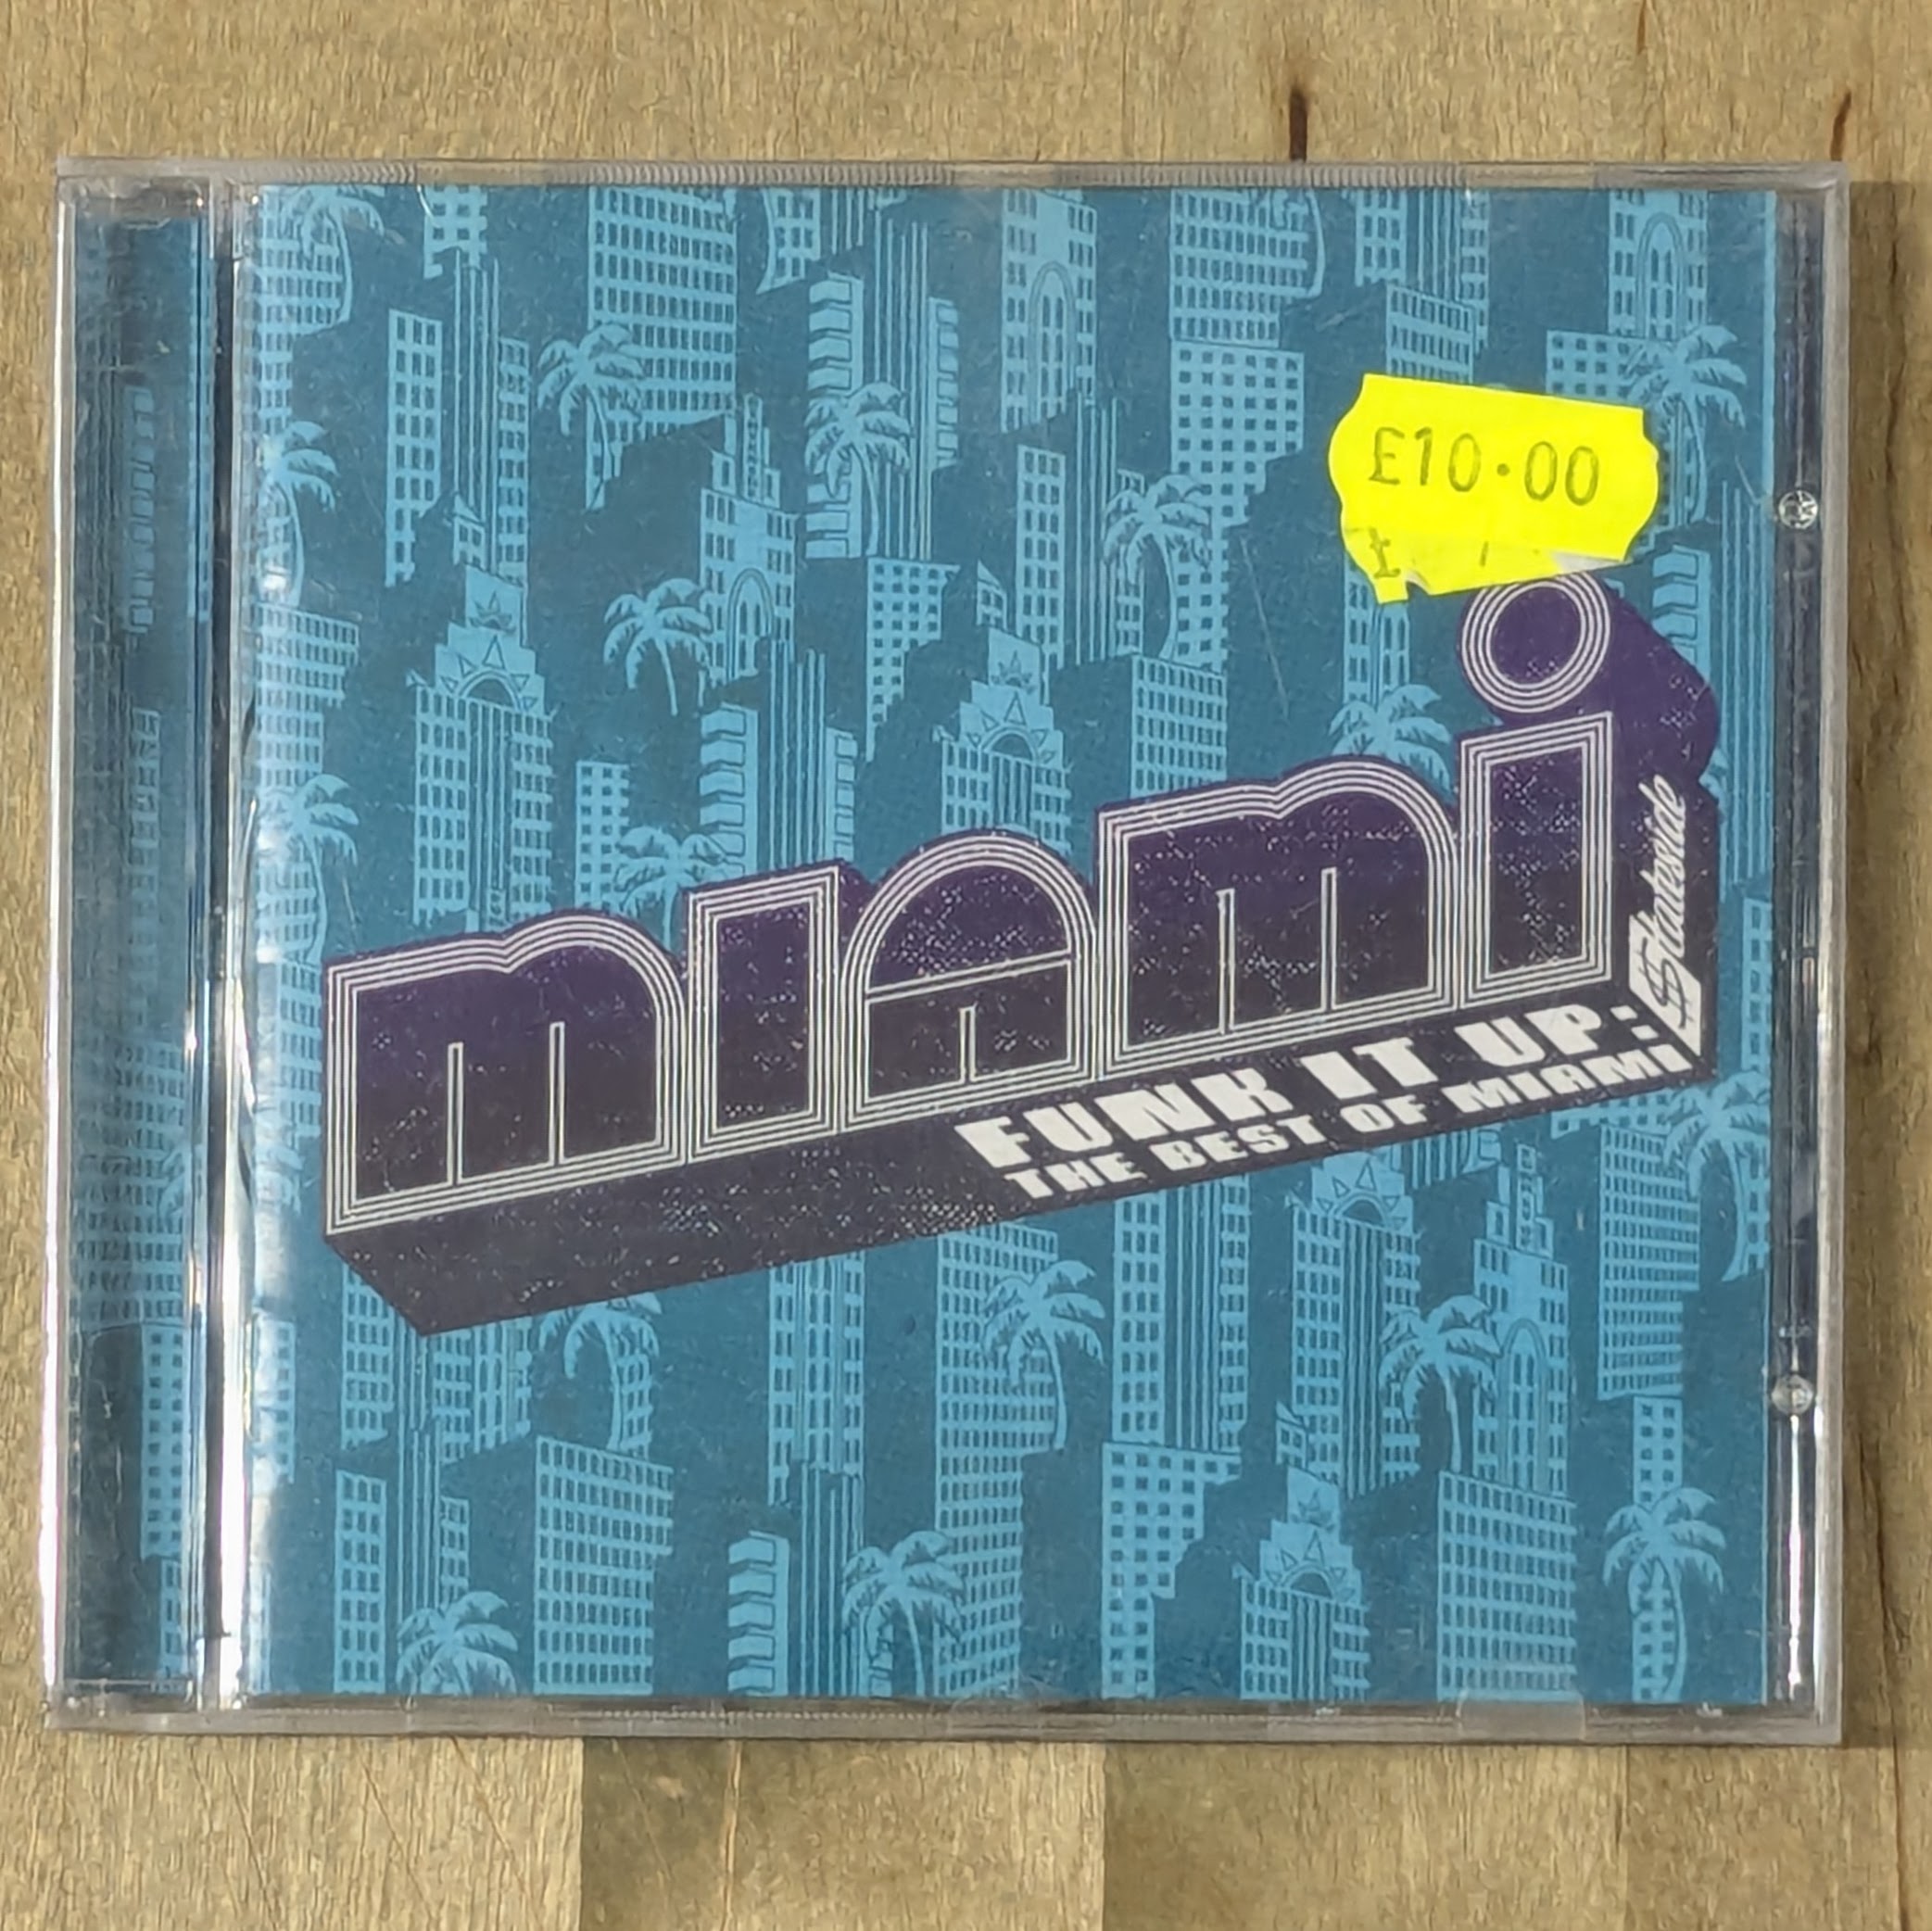 £10.00
£
miami
Stateside
FUNK IT UP:
THE BEST OF MIAMI